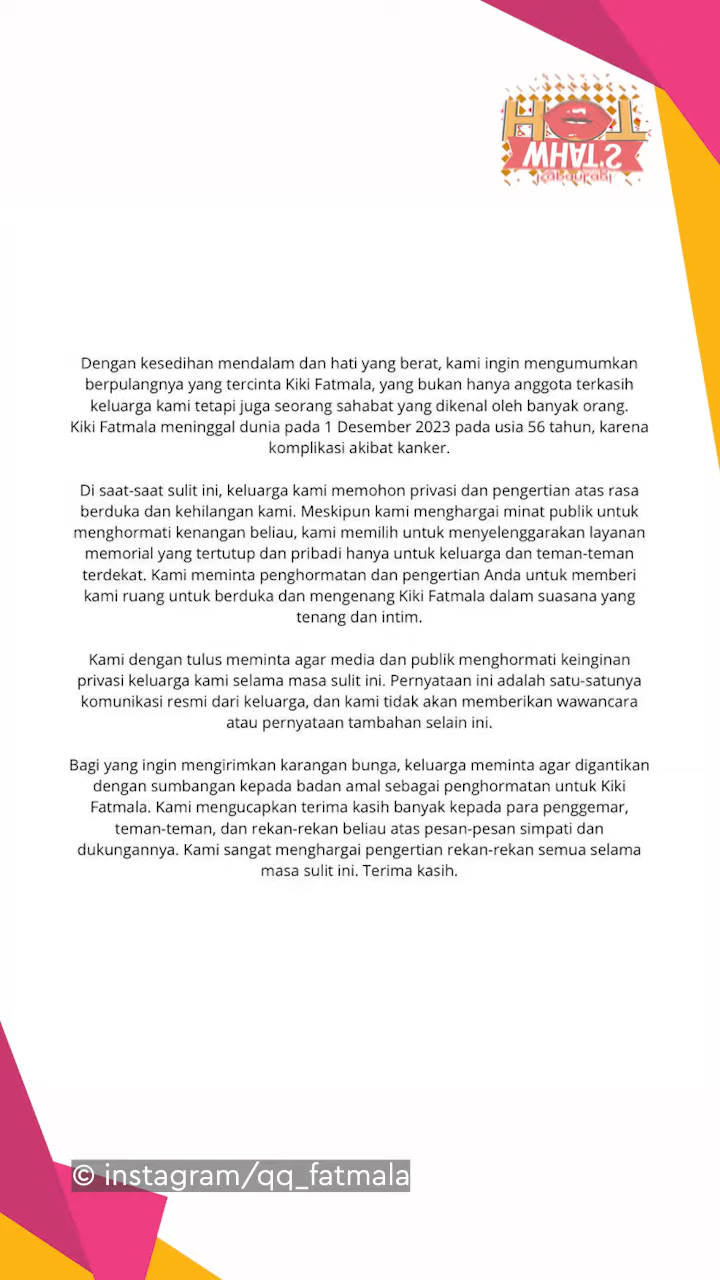 HOT
WHAT'S
kabourasi
Dengan kesedihan mendalam dan hati yang berat, kami ingin mengumumkan
berpulangnya yang tercinta Kiki Fatmala, yang bukan hanya anggota terkasih
keluarga kami tetapi juga seorang sahabat yang dikenal oleh banyak orang.
Kiki Fatmala meninggal dunia pada 1 Desember 2023 pada usia 56 tahun, karena
komplikasi akibat kanker.
Di saat-saat sulit ini, keluarga kami memohon privasi dan pengertian atas rasa
berduka dan kehilangan kami. Meskipun kami menghargai minat publik untuk
menghormati kenangan beliau, kami memilih untuk menyelenggarakan layanan
memorial yang tertutup dan pribadi hanya untuk keluarga dan teman-teman
terdekat. Kami meminta penghormatan dan pengertian Anda untuk memberi
kami ruang untuk berduka dan mengenang Kiki Fatmala dalam suasana yang
tenang dan intim.
Kami dengan tulus meminta agar media dan publik menghormati keinginan
privasi keluarga kami selama masa sulit ini. Pernyataan ini adalah satu-satunya
komunikasi resmi dari keluarga, dan kami tidak akan memberikan wawancara
atau pernyataan tambahan selain ini.
Bagi yang ingin mengirimkan karangan bunga, keluarga meminta agar digantikan
dengan sumbangan kepada badan amal sebagai penghormatan untuk Kiki
Fatmala. Kami mengucapkan terima kasih banyak kepada para penggemar,
teman-teman, dan rekan-rekan beliau atas pesan-pesan simpati dan
dukungannya. Kami sangat menghargai pengertian rekan-rekan semua selama
masa sulit ini. Terima kasih.
© instagram/qq_fatmala